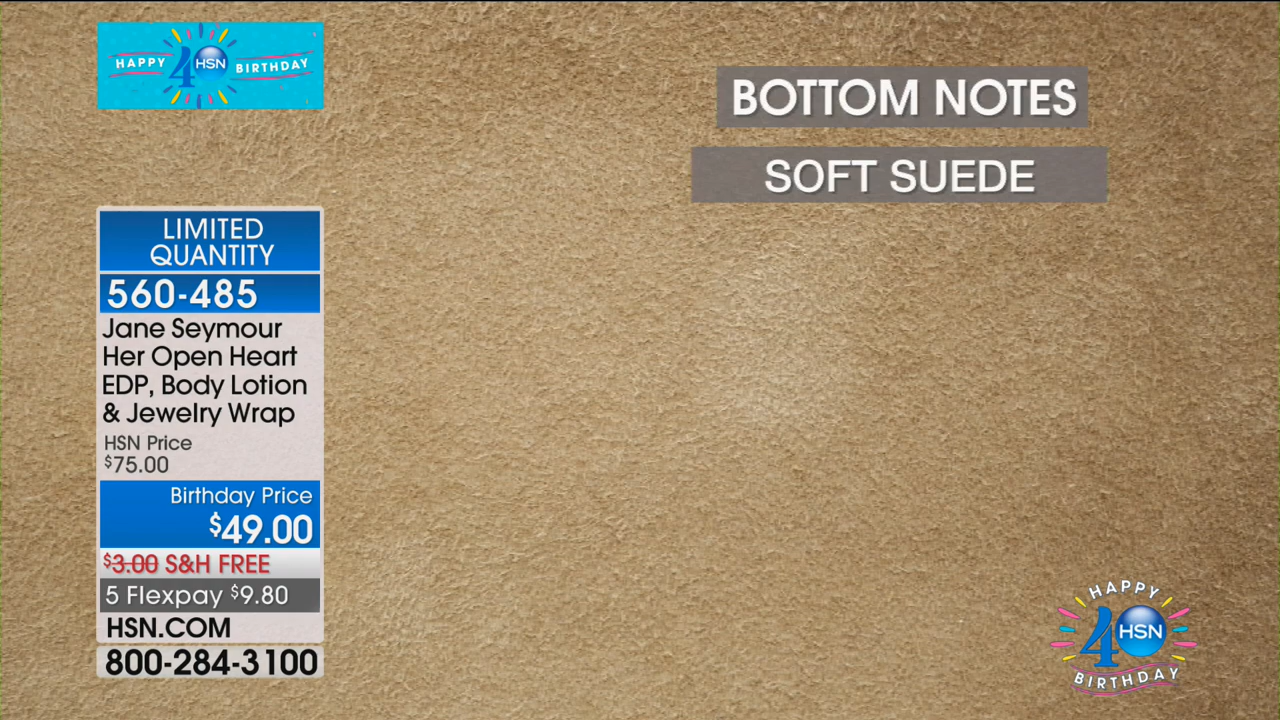 HAPPY 40 HSN BIRTHDAY
BOTTOM NOTES
SOFT SUEDE
LIMITED
QUANTITY
560-485
Jane Seymour
Her Open Heart
EDP, Body Lotion
& Jewelry Wrap
HSN Price
$75.00
Birthday Price
$49.00
$3.00 S&H FREE
5 Flexpay $9.80
HSN.COM
800-284-3100
HAPPY
40 HSN
BIRTHDAY